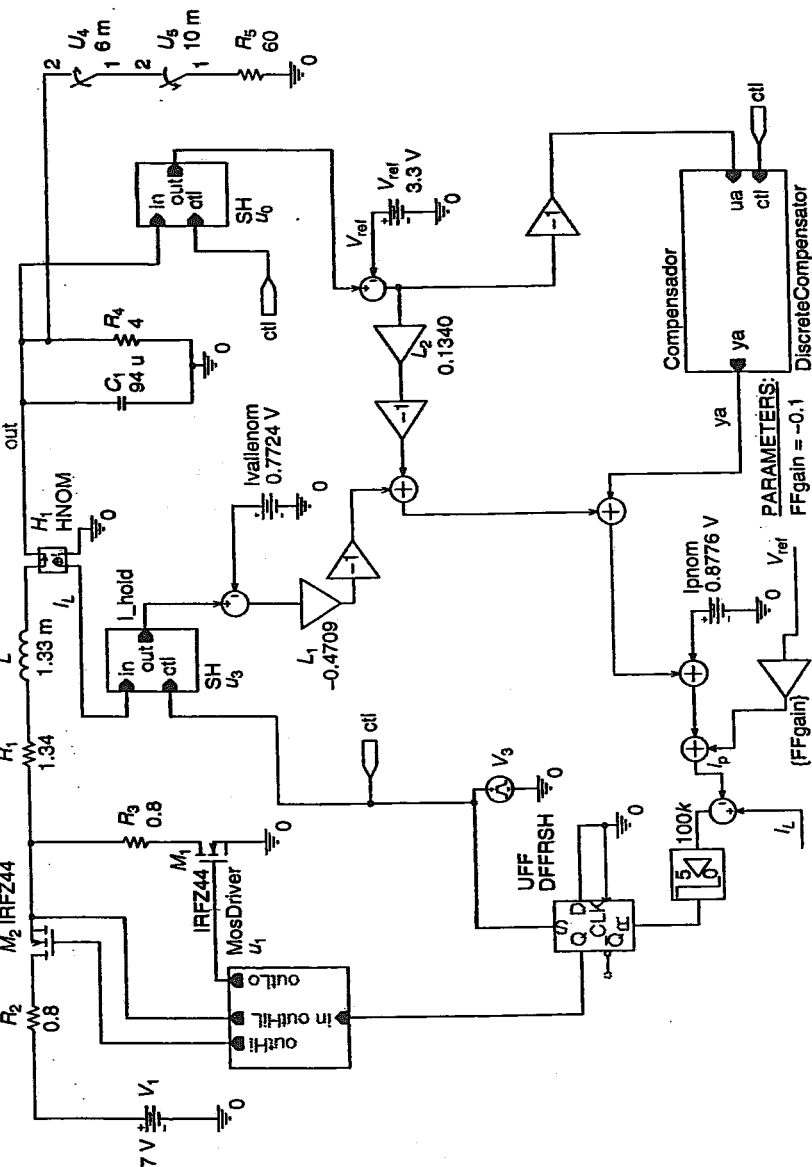 7 V
V1
R2
0.8
M2 IRFZ44
0
outHi
outHiL
in
outLo
MosDriver
u1
M1
IRFZ44
R3
0.8
0
R1
1.34
L
1.33 m
IL
H1
HNOM
0
out
C1
94 u
R4
4
0
U4
6 m
2
1
U5
10 m
2
1
R5
60
0
in
out
ctl
SH
u0
ctl
in
out
ctl
SH
u3
I_hold
Ivallenom
0.7724 V
0
L1
-0.4709
-1
Vref
Vref
3.3 V
0
L2
0.1340
-1
-1
ctl
V3
0
UFF
DFFRSH
S
D
Q
CLK
Q
R
0
5
0
100k
IL
Ip
Ipnom
0.8776 V
0
{FFgain}
Vref
ya
PARAMETERS:
FFgain = -0.1
Compensador
ya
ua
ctl
DiscreteCompensator
ctl